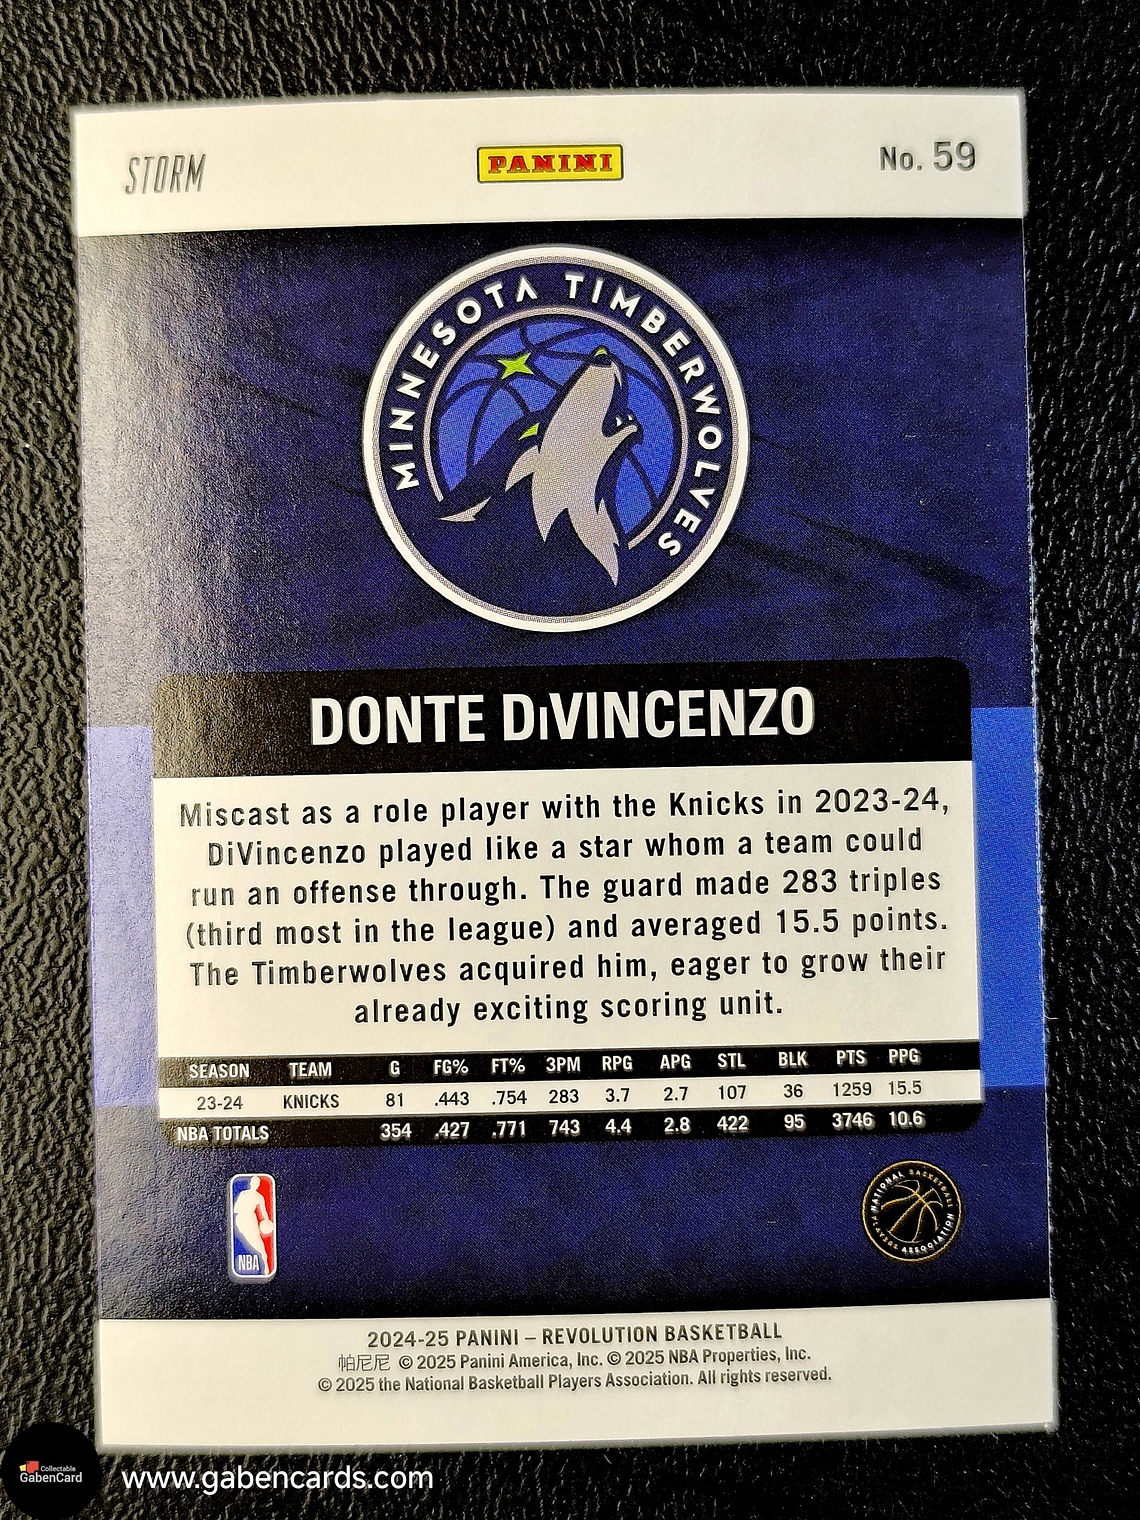 STORM
PANINI
No. 59
MINNESOTA TIMBERWOLVES
DONTE DiVINCENZO
Miscast as a role player with the Knicks in 2023-24,
DiVincenzo played like a star whom a team could
run an offense through. The guard made 283 triples
(third most in the league) and averaged 15.5 points.
The Timberwolves acquired him, eager to grow their
already exciting scoring unit.
SEASON TEAM G FG% FT% 3PM RPG APG STL BLK PTS PPG
23-24 KNICKS 81 .443 .754 283 3.7 2.7 107 36 1259 15.5
NBA TOTALS 354 .427 .771 743 4.4 2.8 422 95 3746 10.6
NBA
NATIONAL BASKETBALL PLAYERS ASSOCIATION
2024-25 PANINI – REVOLUTION BASKETBALL
帕尼尼 © 2025 Panini America, Inc. © 2025 NBA Properties, Inc.
© 2025 the National Basketball Players Association. All rights reserved.
Collectable
GabenCard
www.gabencards.com